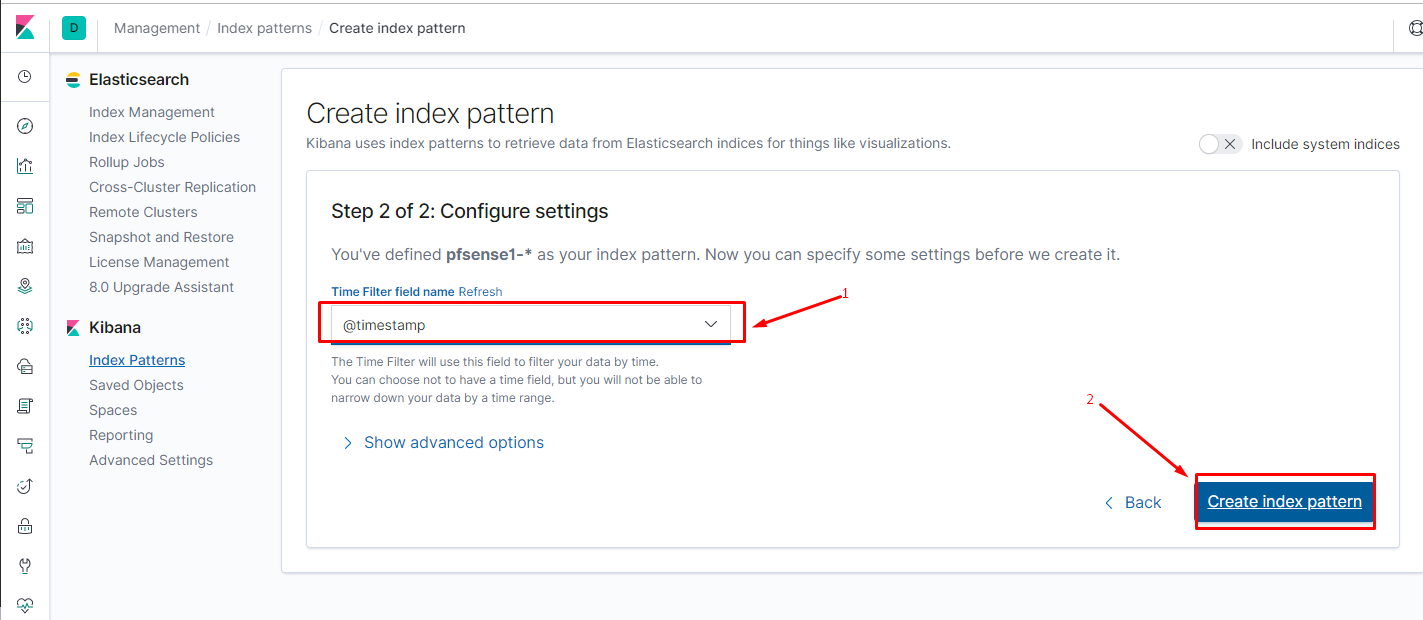 D
Management / Index patterns / Create index pattern
Elasticsearch
Index Management
Index Lifecycle Policies
Rollup Jobs
Cross-Cluster Replication
Remote Clusters
Snapshot and Restore
License Management
8.0 Upgrade Assistant
Kibana
Index Patterns
Saved Objects
Spaces
Reporting
Advanced Settings
Create index pattern
Kibana uses index patterns to retrieve data from Elasticsearch indices for things like visualizations.
Include system indices
Step 2 of 2: Configure settings
You've defined pfsense1-* as your index pattern. Now you can specify some settings before we create it.
Time Filter field name Refresh
1
@timestamp
The Time Filter will use this field to filter your data by time.
You can choose not to have a time field, but you will not be able to
narrow down your data by a time range.
2
Show advanced options
Back
Create index pattern